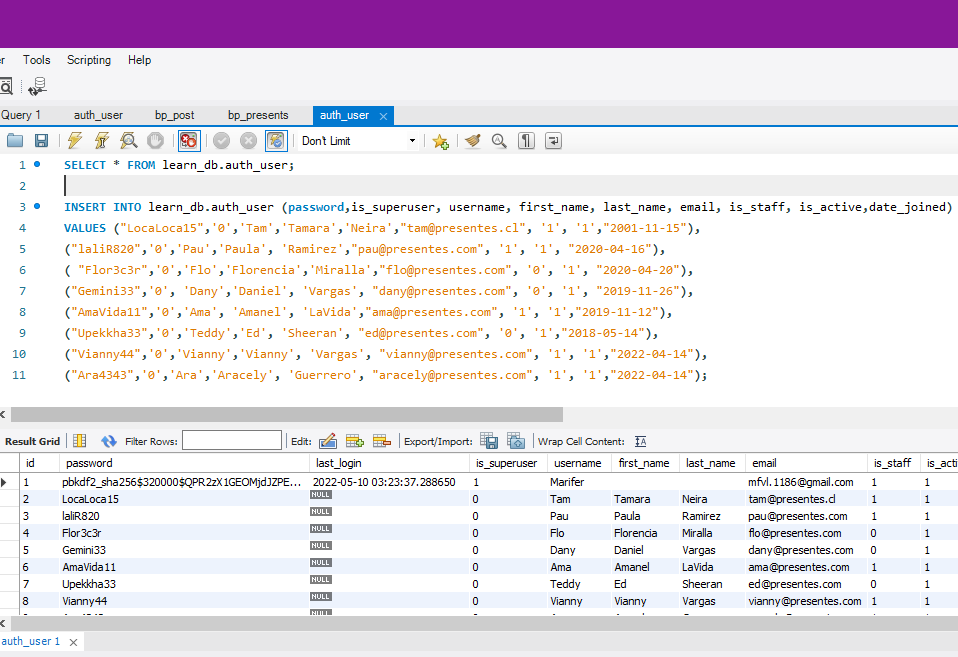 Tools Scripting Help
Query 1 auth_user bp_post bp_presents auth_user
Don't Limit
1 SELECT * FROM learn_db.auth_user;
2
3 INSERT INTO learn_db.auth_user (password,is_superuser, username, first_name, last_name, email, is_staff, is_active,date_joined)
4 VALUES ("LocaLoca15",'0','Tam','Tamara','Neira',"tam@presentes.cl", '1', '1',"2001-11-15"),
5 ("laliR820",'0','Pau','Paula', 'Ramirez',"pau@presentes.com", '1', '1', "2020-04-16"),
6 ( "Flor3c3r",'0','Flo','Florencia','Miralla',"flo@presentes.com", '0', '1', "2020-04-20"),
7 ("Gemini33",'0', 'Dany','Daniel', 'Vargas', "dany@presentes.com", '0', '1', "2019-11-26"),
8 ("AmaVida11",'0','Ama', 'Amanel', 'LaVida',"ama@presentes.com", '1', '1',"2019-11-12"),
9 ("Upekkha33",'0','Teddy','Ed', 'Sheeran', "ed@presentes.com", '0', '1',"2018-05-14"),
10 ("Vianny44",'0','Vianny','Vianny', 'Vargas', "vianny@presentes.com", '1', '1',"2022-04-14"),
11 ("Ara4343",'0','Ara','Aracely', 'Guerrero', "aracely@presentes.com", '1', '1',"2022-04-14");
Result Grid Filter Rows: Edit: Export/Import: Wrap Cell Content:
id password last_login is_superuser username first_name last_name email is_staff is_acti
1 pbkdf2_sha256$320000$QPR2zX1GEOMjdJZPE... 2022-05-10 03:23:37.288650 1 Marifer mfvl.1186@gmail.com 1 1
2 LocaLoca15 NULL 0 Tam Tamara Neira tam@presentes.cl 1 1
3 laliR820 NULL 0 Pau Paula Ramirez pau@presentes.com 1 1
4 Flor3c3r NULL 0 Flo Florencia Miralla flo@presentes.com 0 1
5 Gemini33 NULL 0 Dany Daniel Vargas dany@presentes.com 0 1
6 AmaVida11 NULL 0 Ama Amanel LaVida ama@presentes.com 1 1
7 Upekkha33 NULL 0 Teddy Ed Sheeran ed@presentes.com 0 1
8 Vianny44 NULL 0 Vianny Vianny Vargas vianny@presentes.com 1 1
auth_user 1